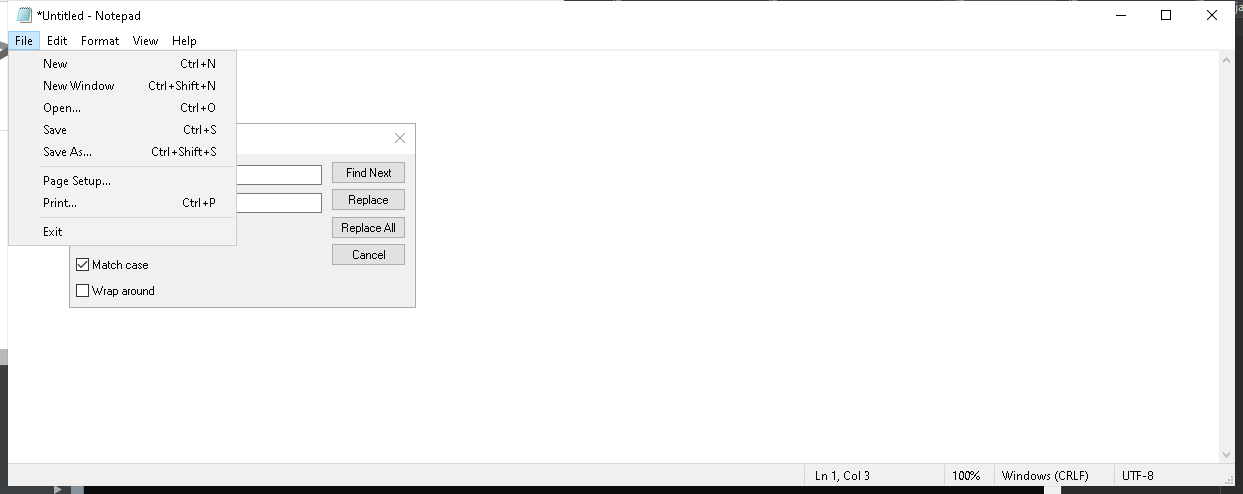 *Untitled - Notepad
File Edit Format View Help
New Ctrl+N
New Window Ctrl+Shift+N
Open... Ctrl+O
Save Ctrl+S
Save As... Ctrl+Shift+S
Page Setup...
Print... Ctrl+P
Exit
Find Next
Replace
Replace All
Cancel
Match case
Wrap around
Ln 1, Col 3 100% Windows (CRLF) UTF-8